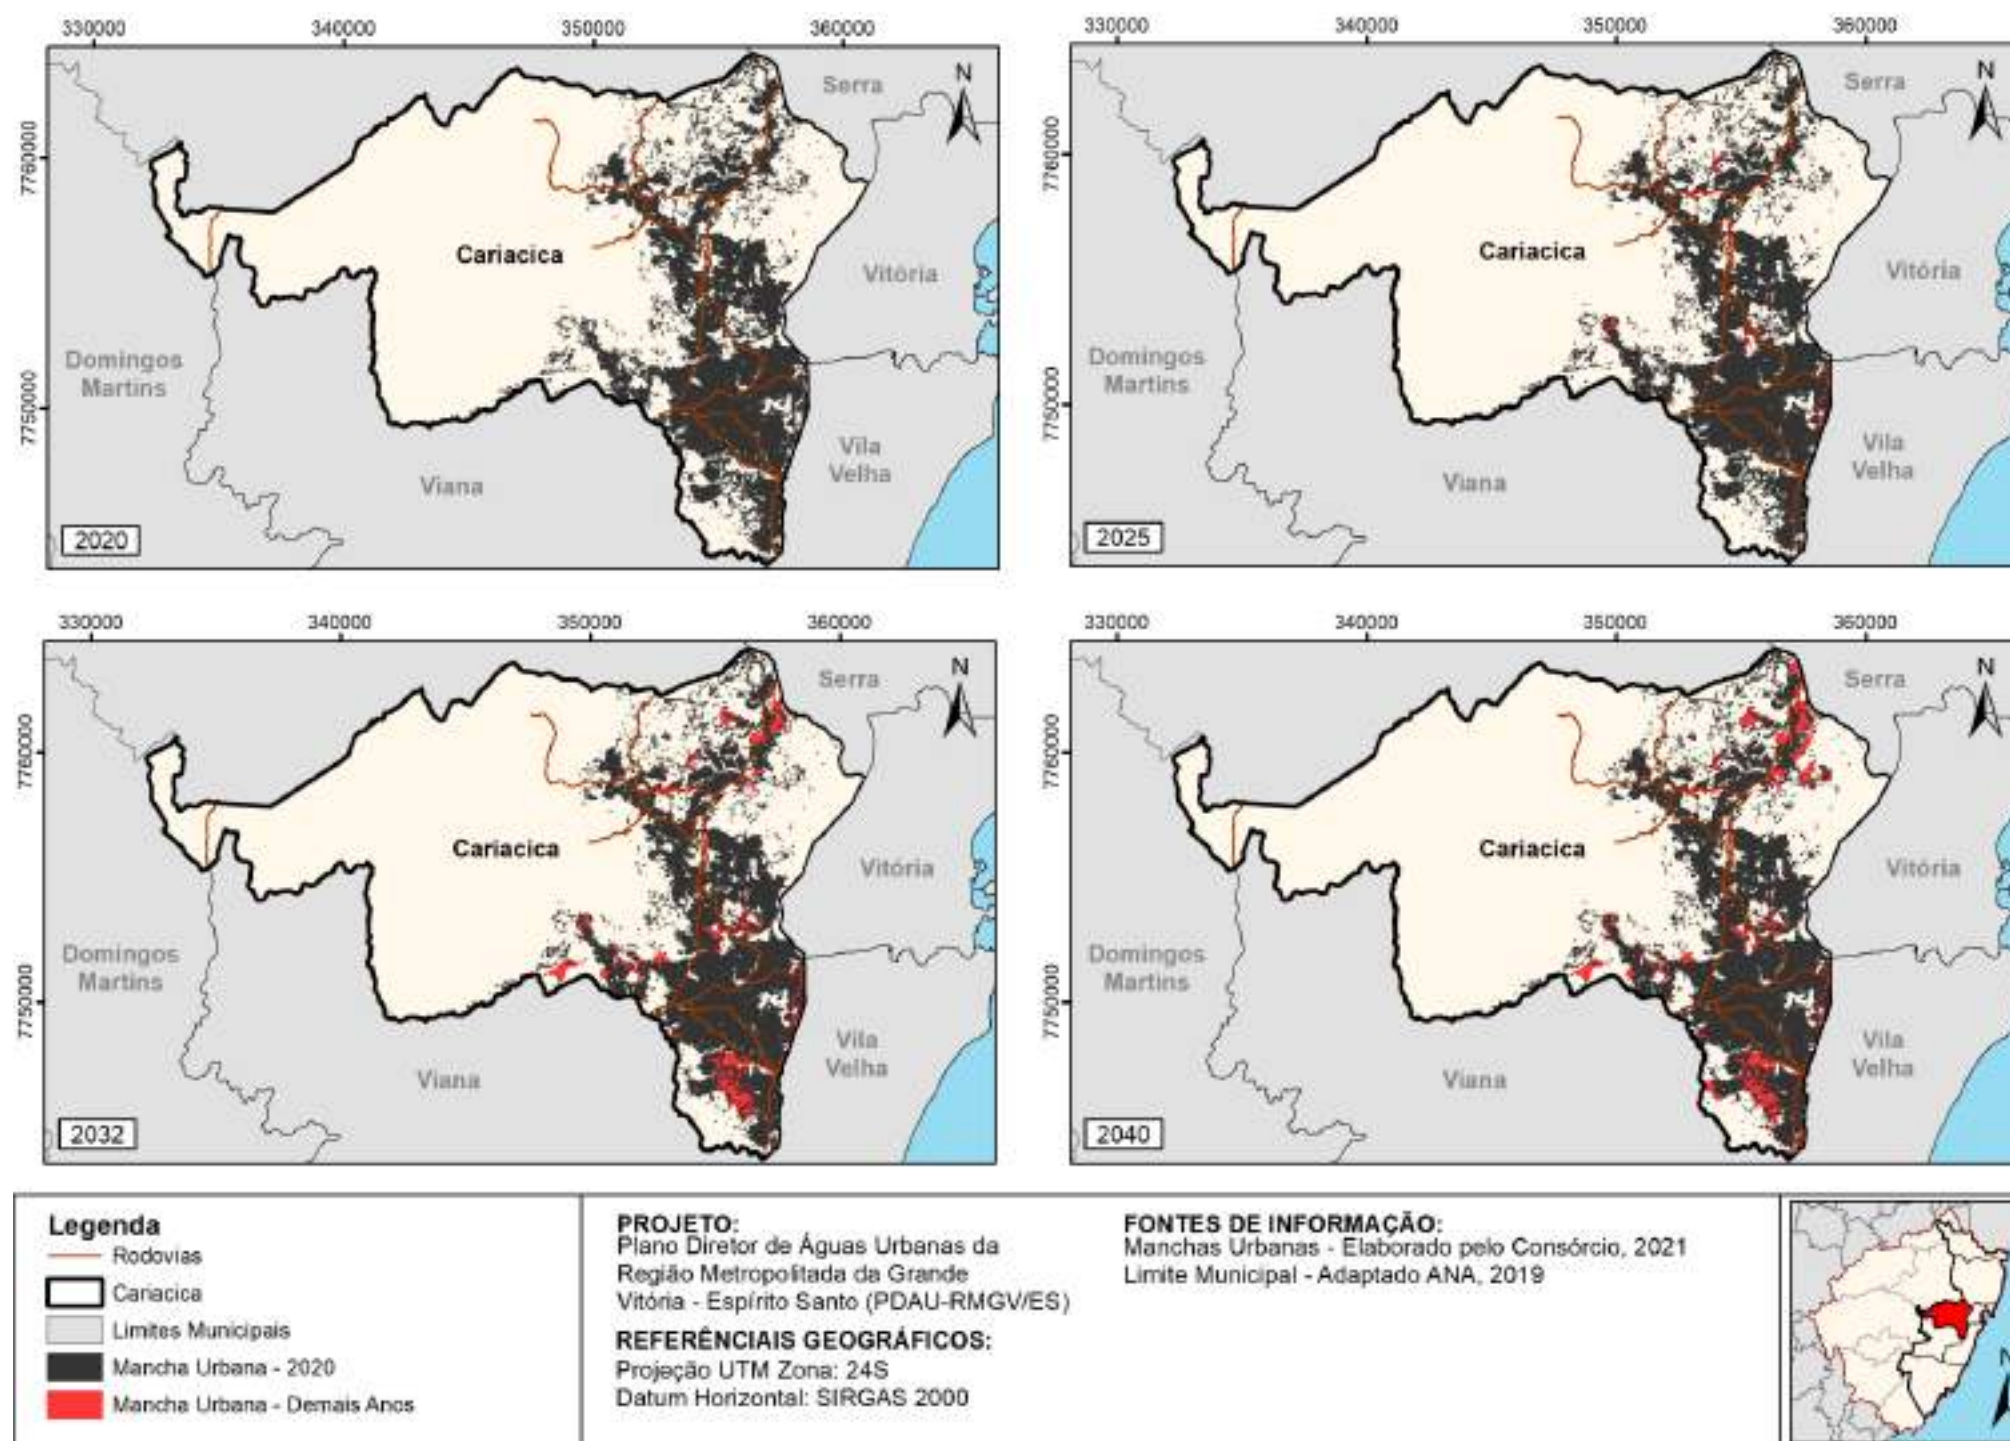 330000 340000 350000 360000
7760000
7750000
Serra
N
Cariacica
Vitória
Domingos
Martins
Vila
Velha
Viana
2020
330000 340000 350000 360000
7760000
7750000
Serra
N
Cariacica
Vitória
Domingos
Martins
Vila
Velha
Viana
2025
330000 340000 350000 360000
7760000
7750000
Serra
N
Cariacica
Vitória
Domingos
Martins
Vila
Velha
Viana
2032
330000 340000 350000 360000
7760000
7750000
Serra
N
Cariacica
Vitória
Domingos
Martins
Vila
Velha
Viana
2040
Legenda
Rodovias
Cariacica
Limites Municipais
Mancha Urbana - 2020
Mancha Urbana - Demais Anos
PROJETO:
Plano Diretor de Águas Urbanas da
Região Metropolitada da Grande
Vitória - Espírito Santo (PDAU-RMGV/ES)
REFERÊNCIAIS GEOGRÁFICOS:
Projeção UTM Zona: 24S
Datum Horizontal: SIRGAS 2000
FONTES DE INFORMAÇÃO:
Manchas Urbanas - Elaborado pelo Consórcio, 2021
Limite Municipal - Adaptado ANA, 2019
N